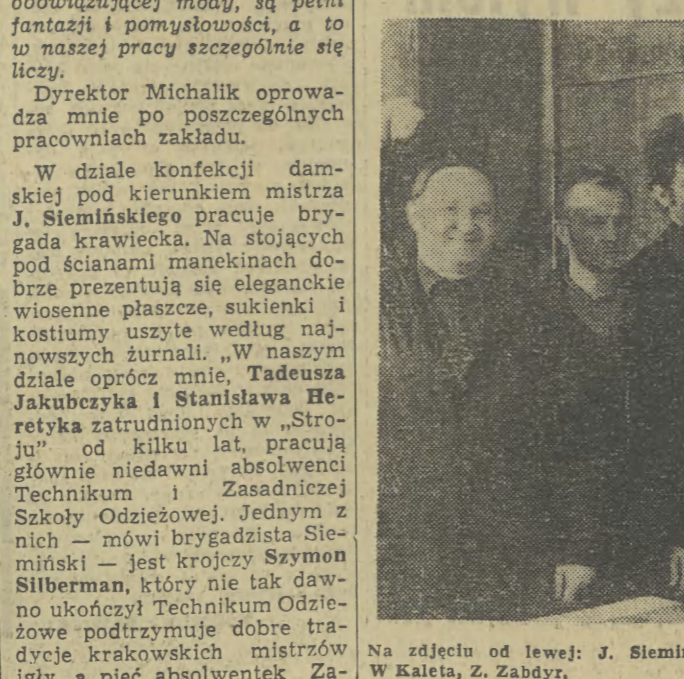 obowiązującej mody, są pełni
fantazji i pomysłowości, a to
w naszej pracy szczególnie się
liczy.
Dyrektor Michalik oprowa-
dza mnie po poszczególnych
pracowniach zakładu.
W dziale konfekcji dam-
skiej pod kierunkiem mistrza
J. Siemińskiego pracuje bry-
gada krawiecka. Na stojących
pod ścianami manekinach do-
brze prezentują się eleganckie
wiosenne płaszcze, sukienki i
kostiumy uszyte według naj-
nowszych żurnali. „W naszym
dziale oprócz mnie, Tadeusza
Jakubczyka i Stanisława He-
retyka zatrudnionych w „Stro-
ju” od kilku lat, pracują
głównie niedawni absolwenci
Technikum i Zasadniczej
Szkoły Odzieżowej. Jednym z
nich — mówi brygadzista Sie-
miński — jest krojczy Szymon
Silberman, który nie tak daw-
no ukończył Technikum Odzie-
żowe podtrzymuje dobre tra-
dycje krakowskich mistrzów
igły, a pięć absolwentek Za-
Na zdjęciu od lewej: J. Siemi
W Kaleta, Z. Zabdyr,